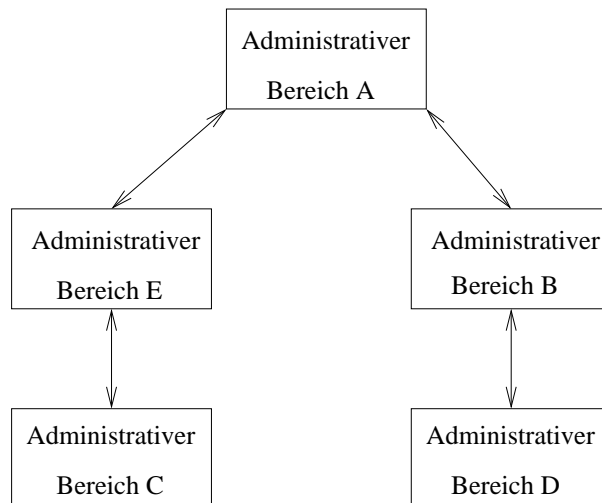 Administrativer
Bereich A
Administrativer
Bereich E
Administrativer
Bereich B
Administrativer
Bereich C
Administrativer
Bereich D